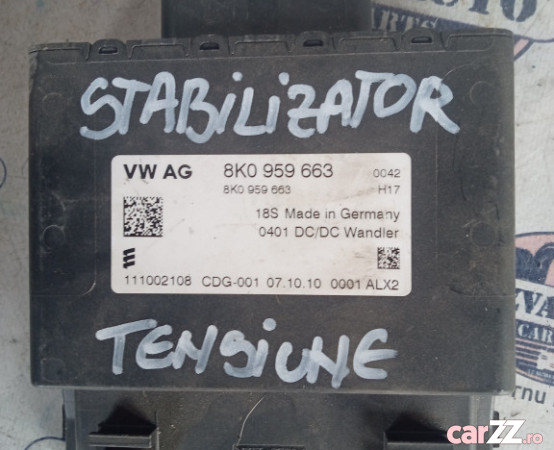 STABILIZATOR
VW AG 8K0 959 663 0042
8K0 959 663 H17
18S Made in Germany
0401 DC/DC Wandler
111002108 CDG-001 07.10.10 0001 ALX2
TENSIUNE
carZZ.ro